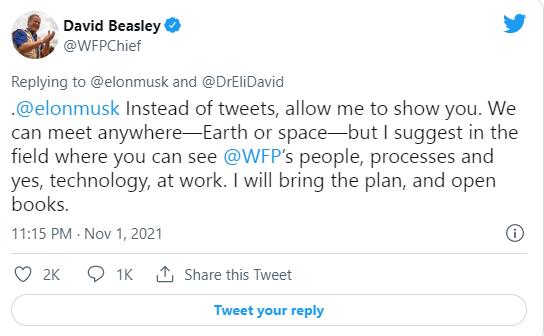 David Beasley
@WFPChief
Replying to @elonmusk and @DrEliDavid
.@elonmusk Instead of tweets, allow me to show you. We
can meet anywhere—Earth or space—but I suggest in the
field where you can see @WFP's people, processes and
yes, technology, at work. I will bring the plan, and open
books.
11:15 PM · Nov 1, 2021
2K 1K Share this Tweet
Tweet your reply